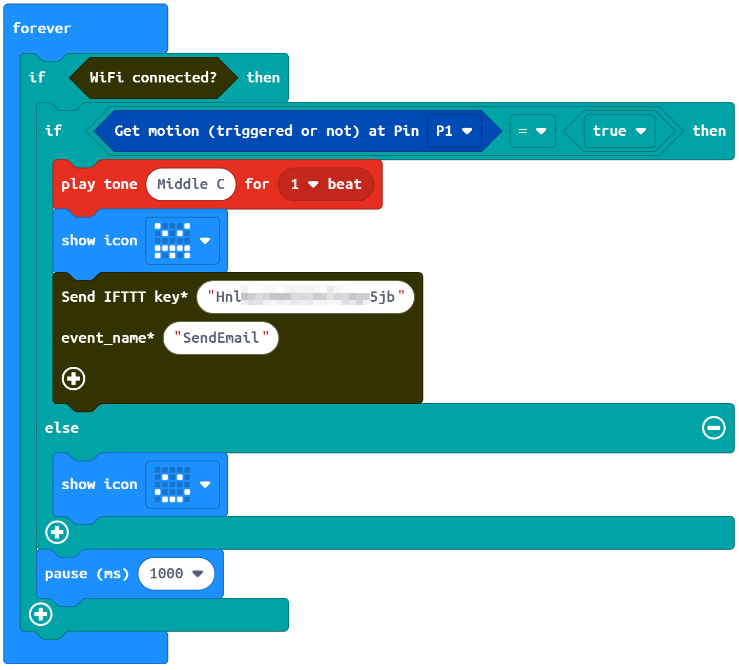 forever
if WiFi connected? then
if Get motion (triggered or not) at Pin P1 = true then
play tone Middle C for 1 beat
show icon
Send IFTTT key* "Hnl 5jb"
event_name* "SendEmail"
else
show icon
pause (ms) 1000